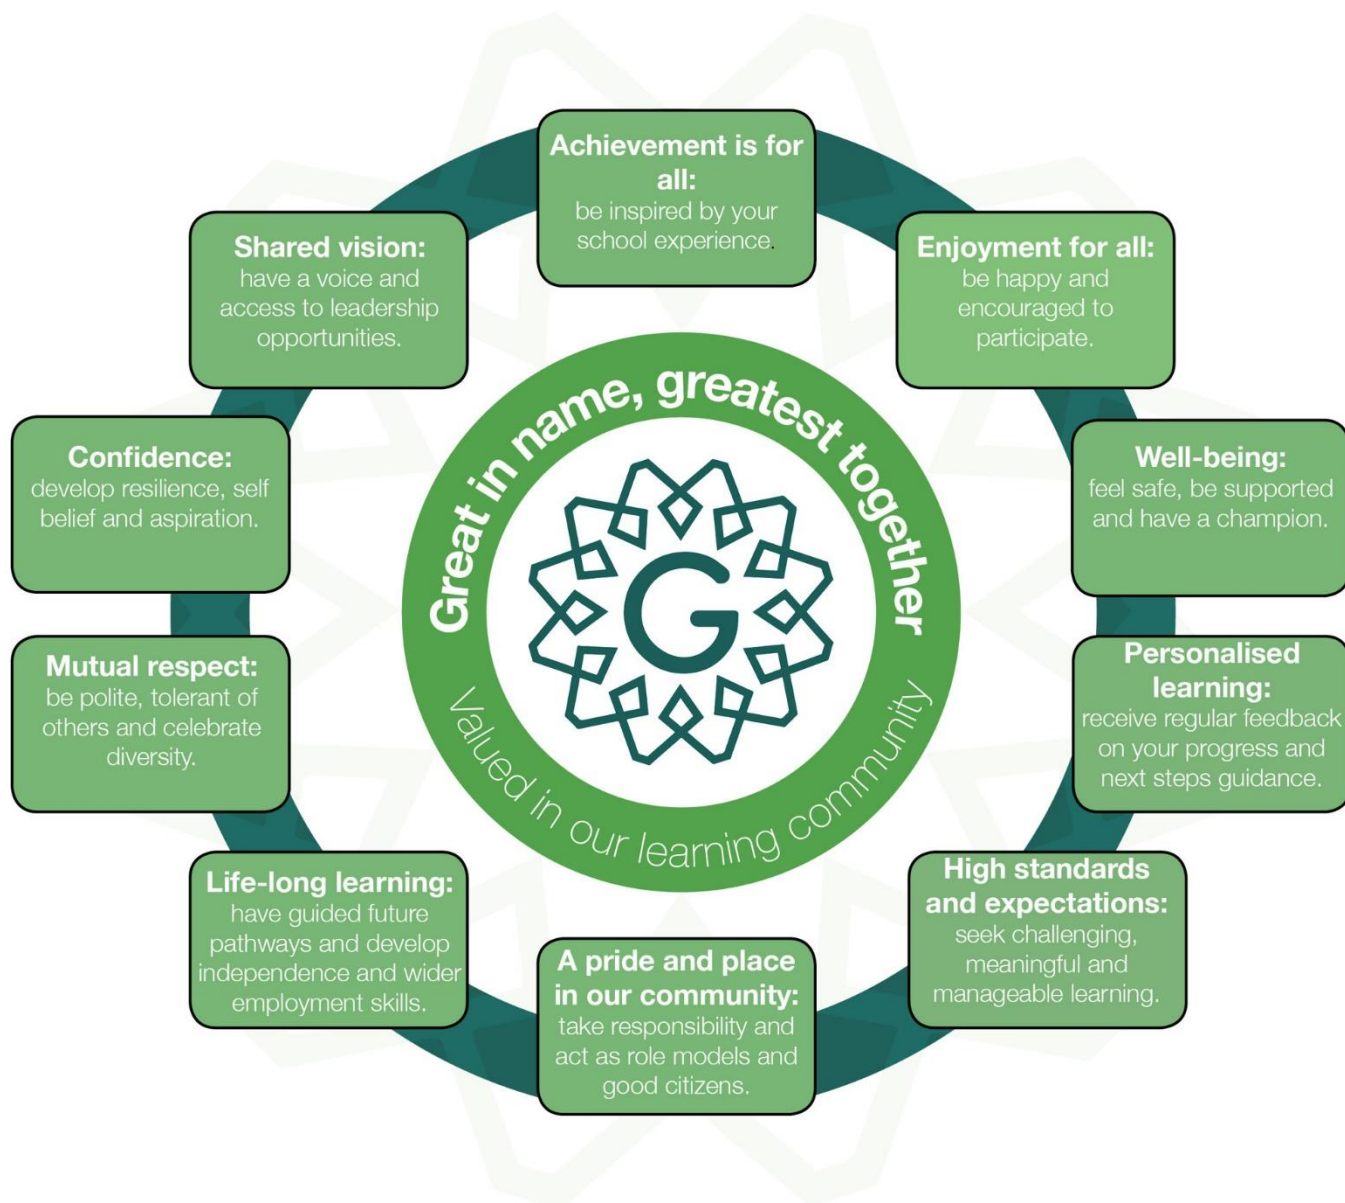 Achievement is for
all:
be inspired by your
school experience.
Enjoyment for all:
be happy and
encouraged to
participate.
Well-being:
feel safe, be supported
and have a champion.
Personalised
learning:
receive regular feedback
on your progress and
next steps guidance.
High standards
and expectations:
seek challenging,
meaningful and
manageable learning.
A pride and place
in our community:
take responsibility and
act as role models and
good citizens.
Life-long learning:
have guided future
pathways and develop
independence and wider
employment skills.
Mutual respect:
be polite, tolerant of
others and celebrate
diversity.
Confidence:
develop resilience, self
belief and aspiration.
Shared vision:
have a voice and
access to leadership
opportunities.
Great in name, greatest together
G
Valued in our learning community